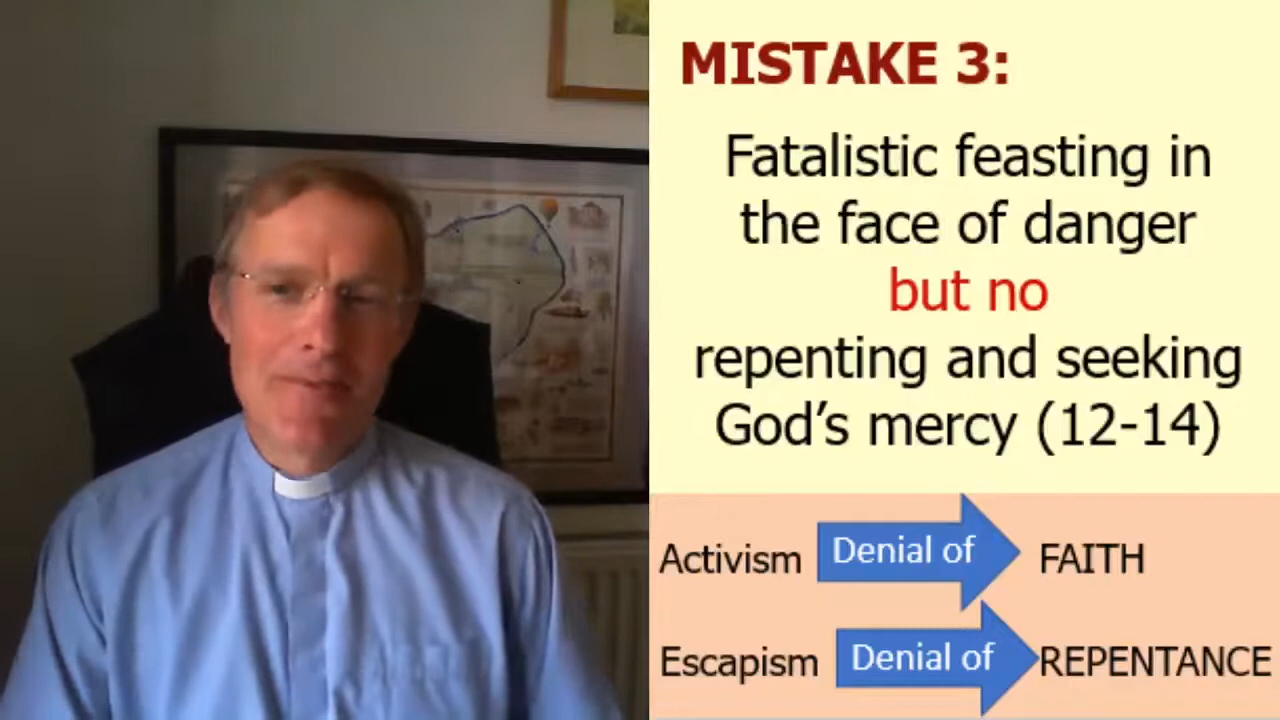 MISTAKE 3:
Fatalistic feasting in
the face of danger
but no
repenting and seeking
God’s mercy (12-14)
Activism Denial of FAITH
Escapism Denial of REPENTANCE